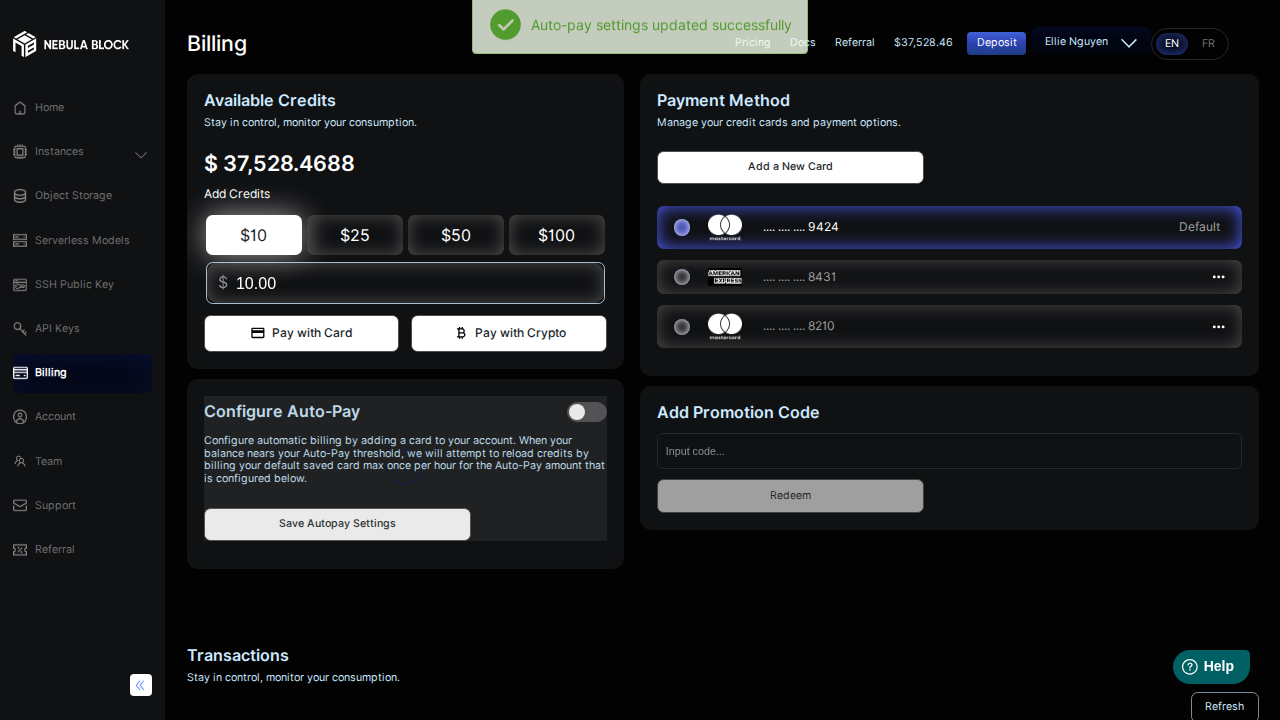 NEBULA BLOCK
Home
Instances
Object Storage
Serverless Models
SSH Public Key
API Keys
Billing
Account
Team
Support
Referral
Billing
Auto-pay settings updated successfully
Pricing
Docs
Referral
$37,528.46
Deposit
Ellie Nguyen
EN
FR
Available Credits
Stay in control, monitor your consumption.
$ 37,528.4688
Add Credits
$10
$25
$50
$100
$ 10.00
Pay with Card
Pay with Crypto
Configure Auto-Pay
Configure automatic billing by adding a card to your account. When your
balance nears your Auto-Pay threshold, we will attempt to reload credits by
billing your default saved card max once per hour for the Auto-Pay amount that
is configured below.
Save Autopay Settings
Payment Method
Manage your credit cards and payment options.
Add a New Card
mastercard
.... .... .... 9424
Default
AMERICAN
EXPRESS
.... .... .... 8431
mastercard
.... .... .... 8210
Add Promotion Code
Input code...
Redeem
Transactions
Stay in control, monitor your consumption.
Help
Refresh